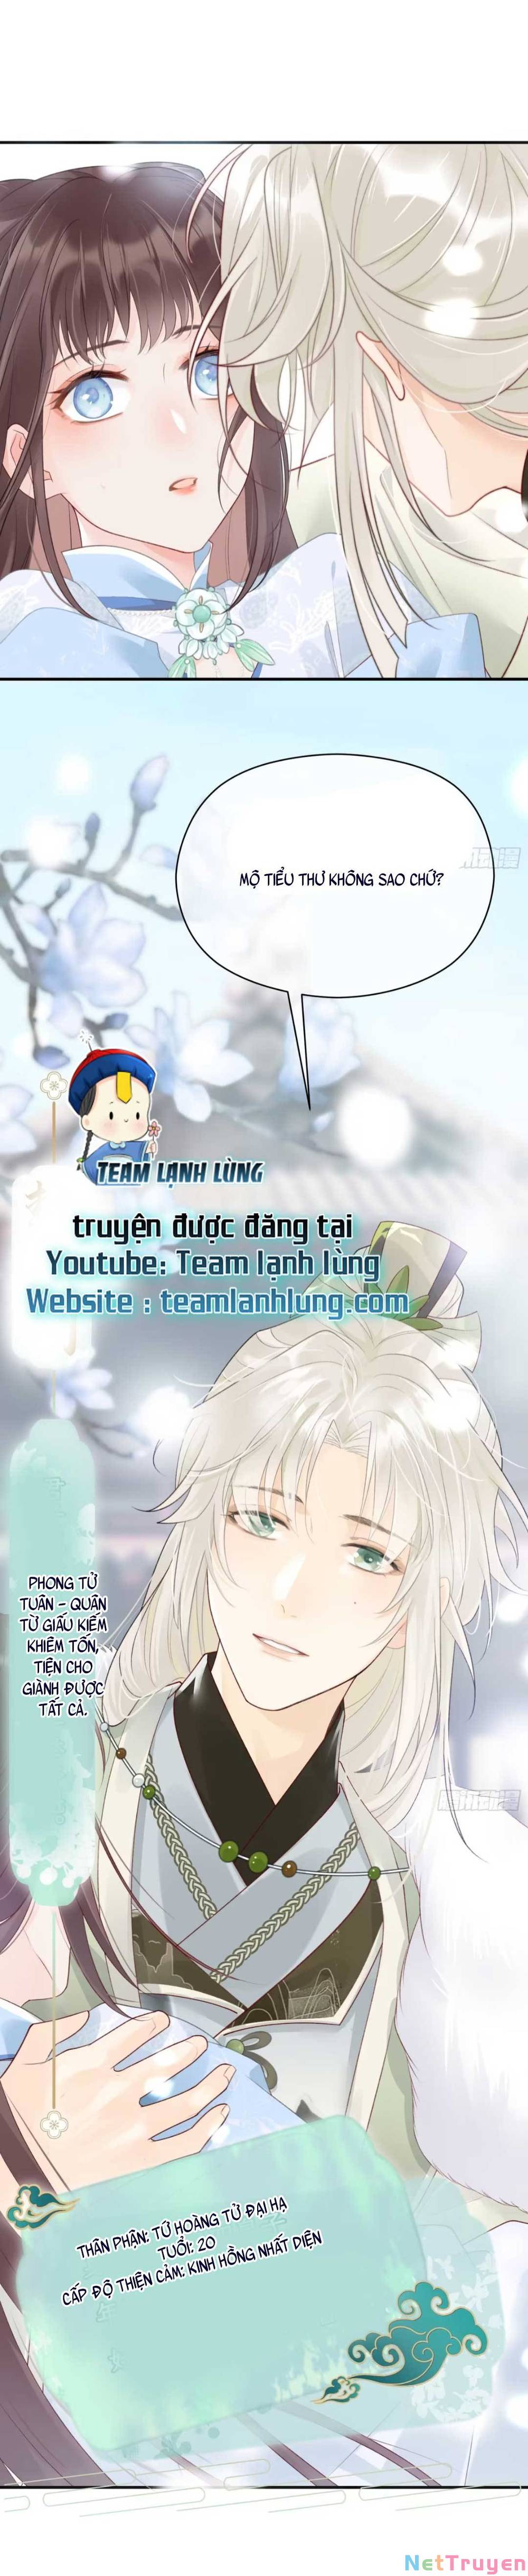 MỘ TIỂU THƯ KHÔNG SAO CHỨ?
TEAM LẠNH LÙNG
truyện được đăng tại
Youtube: Team lạnh lùng
Website : teamlanhlung.com
PHONG TỬ
TUÂN - QUÂN
TỪ GIẤU KIẾM
KHIÊM TỐN,
TIỆN CHO
GIÀNH ĐƯỢC
TẤT CẢ.
THÂN PHẬN: TỨ HOÀNG TỬ ĐẠI HẠ
TUỔI: 20
CẤP ĐỘ THIỆN CẢM: KINH HỒNG NHẤT DIỆN
NetTruyen